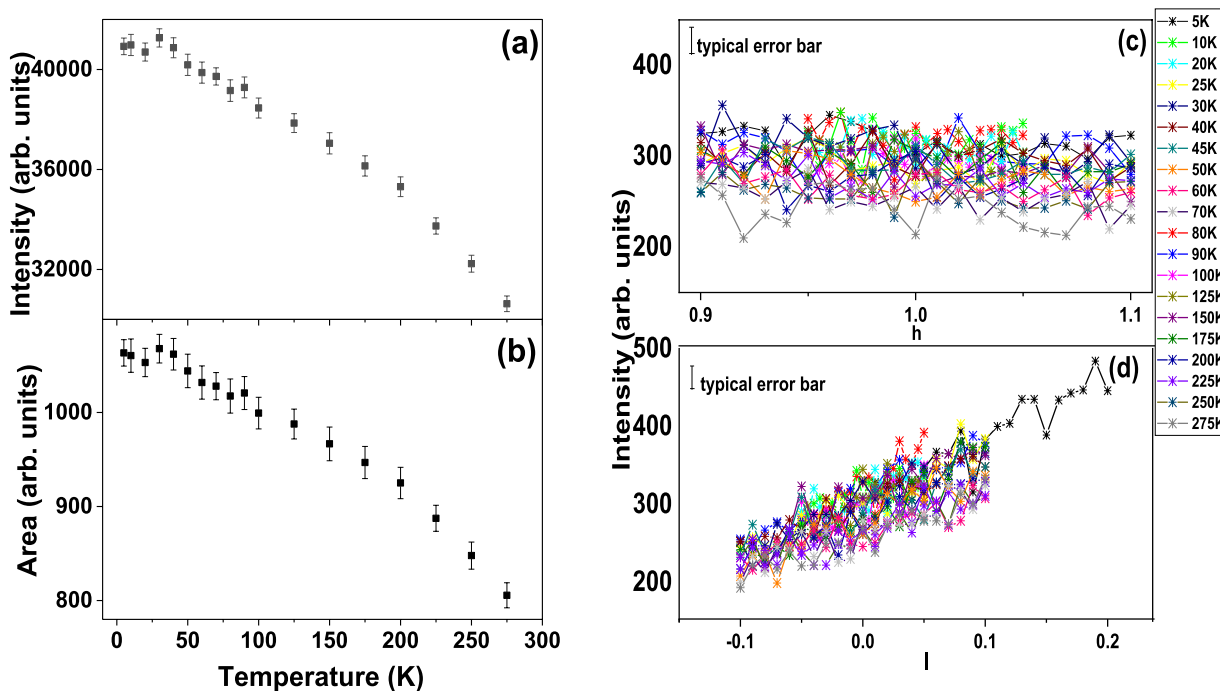 (a)
Intensity (arb. units)
40000
36000
32000
(b)
Area (arb. units)
1000
900
800
0 50 100 150 200 250 300
Temperature (K)
(c)
typical error bar
Intensity (arb. units)
400
300
200
0.9 1.0 1.1
h
(d)
typical error bar
500
400
300
200
-0.1 0.0 0.1 0.2
l
5K
10K
20K
25K
30K
40K
45K
50K
60K
70K
80K
90K
100K
125K
150K
175K
200K
225K
250K
275K